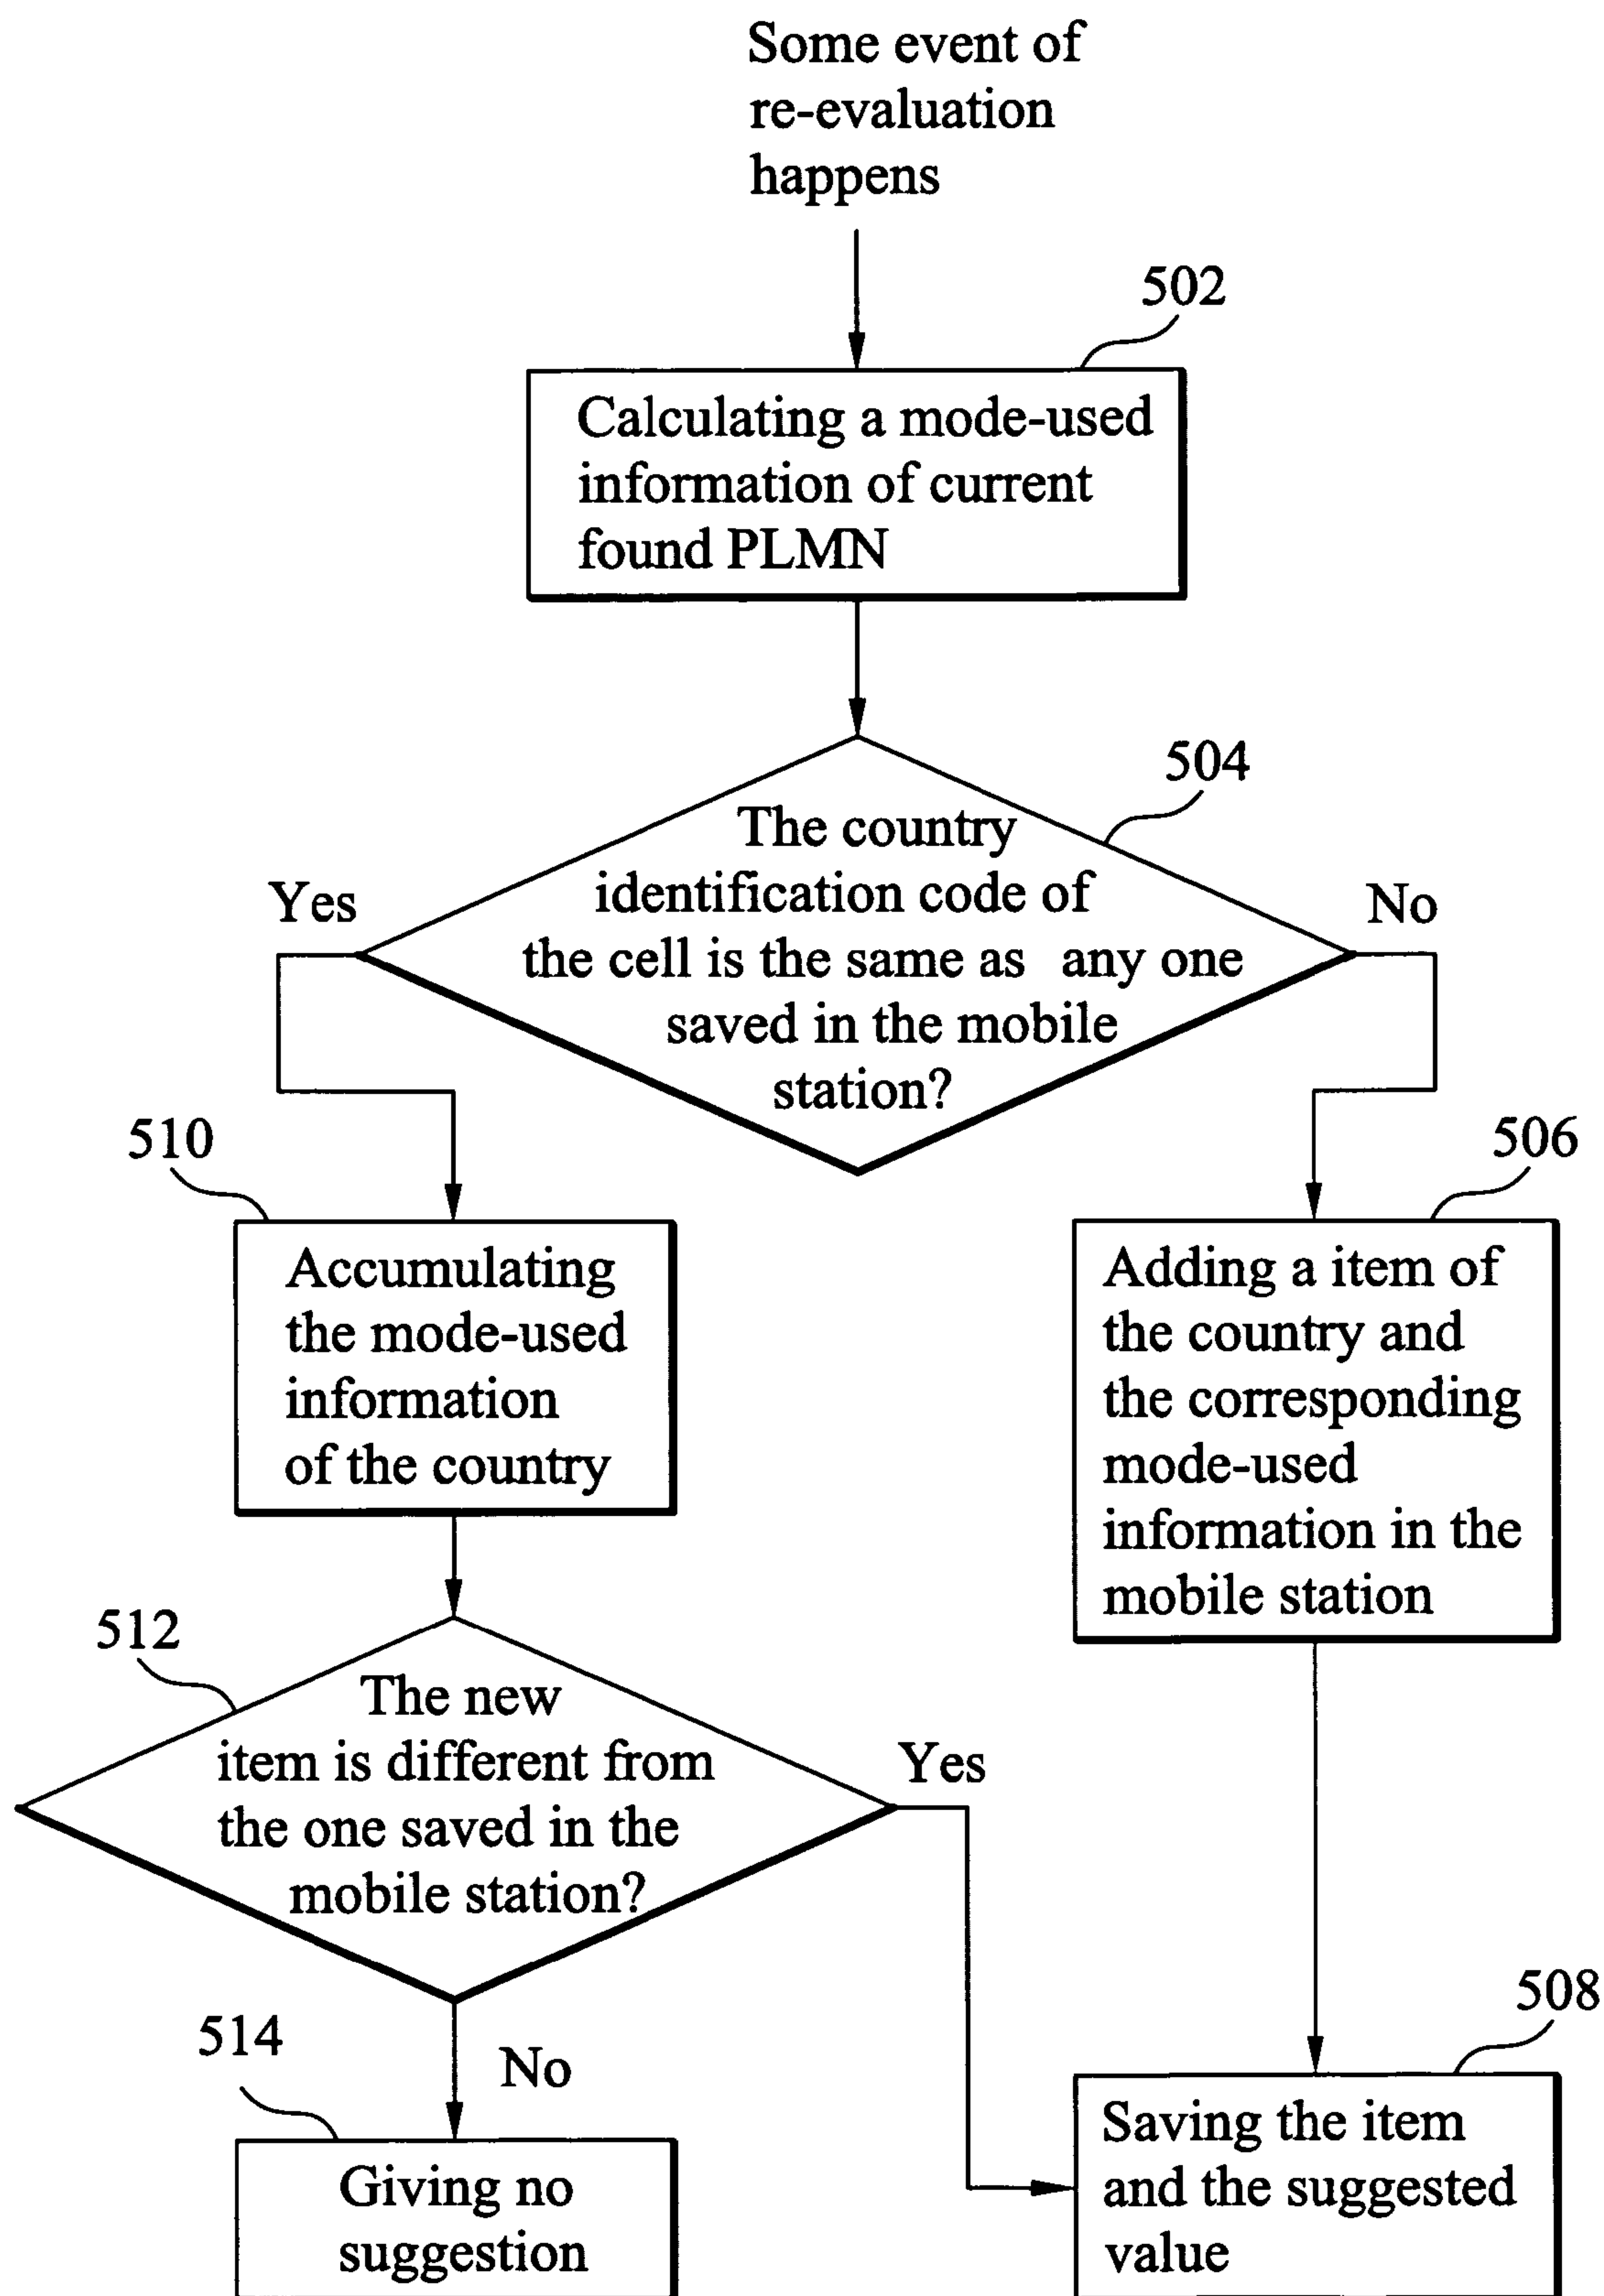 Some event of
re-evaluation
happens
502
Calculating a mode-used
information of current
found PLMN
504
The country
identification code of
the cell is the same as any one
saved in the mobile
station?
Yes
No
510
506
Accumulating
the mode-used
information
of the country
Adding a item of
the country and
the corresponding
mode-used
information in the
mobile station
512
The new
item is different from
the one saved in the
mobile station?
Yes
No
514
508
Giving no
suggestion
Saving the item
and the suggested
value